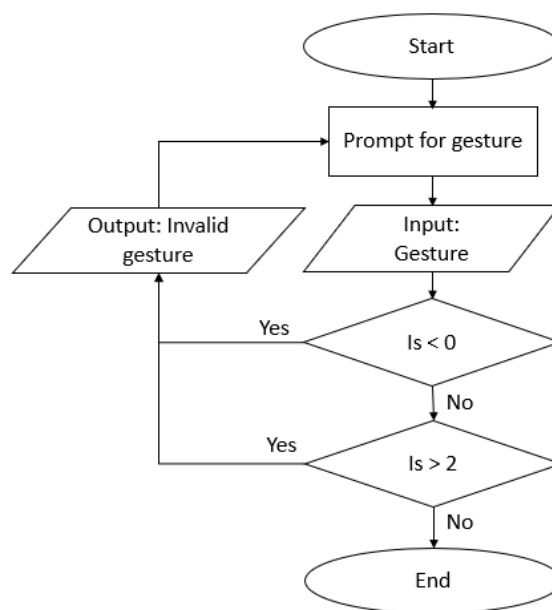 Start
Prompt for gesture
Output: Invalid
gesture
Input:
Gesture
Yes
Is < 0
No
Yes
Is > 2
No
End